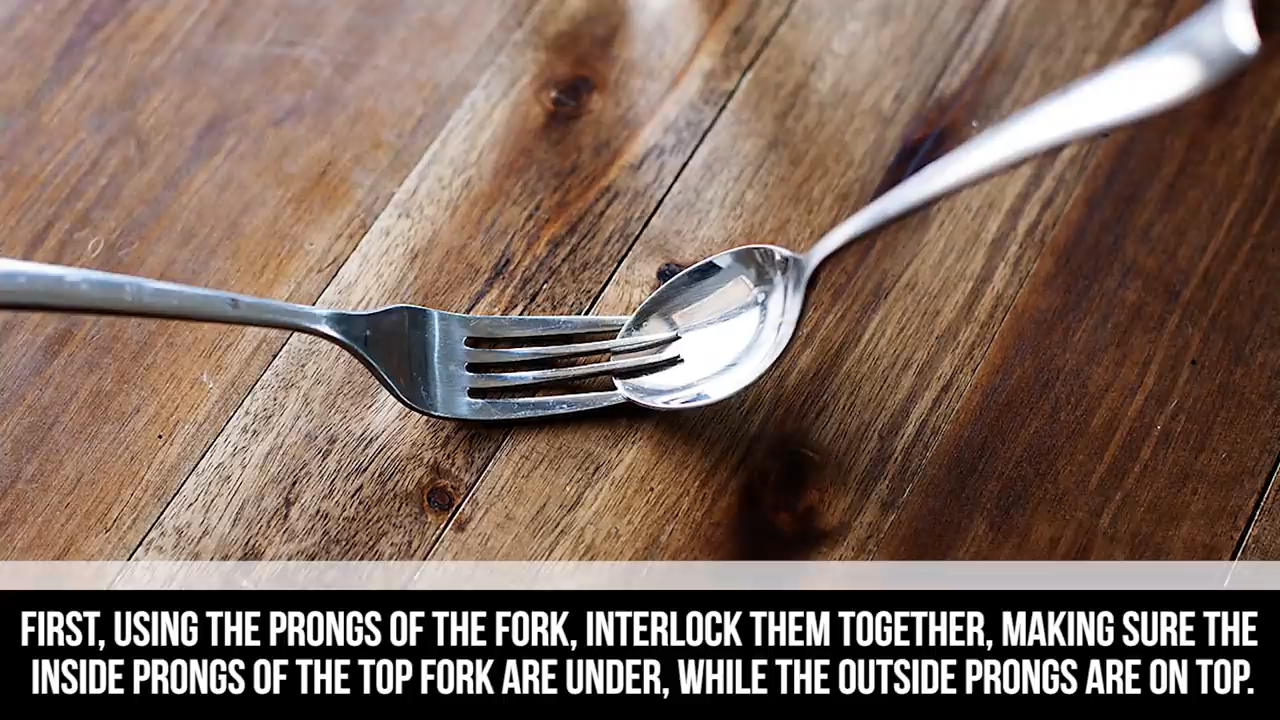 FIRST, USING THE PRONGS OF THE FORK, INTERLOCK THEM TOGETHER, MAKING SURE THE
INSIDE PRONGS OF THE TOP FORK ARE UNDER, WHILE THE OUTSIDE PRONGS ARE ON TOP.